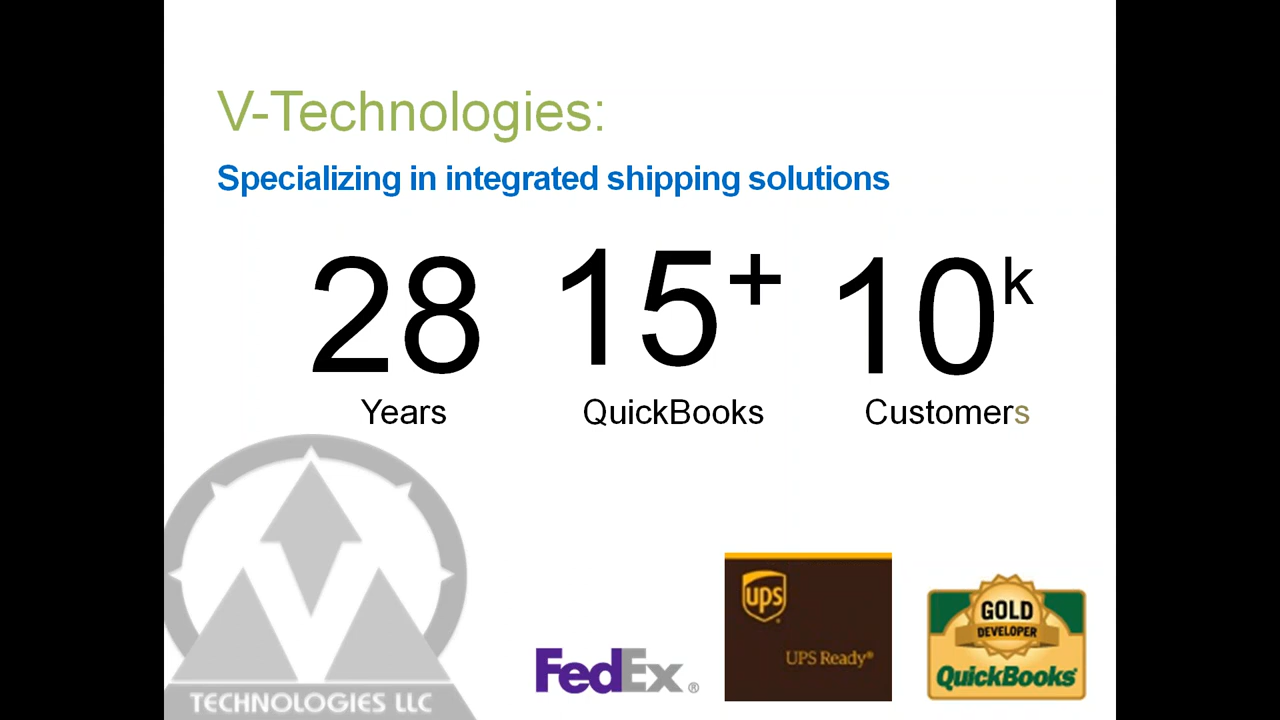 V-Technologies:
Specializing in integrated shipping solutions
28 15+ 10k
Years QuickBooks Customers
TECHNOLOGIES LLC
FedEx®
ups
UPS Ready®
GOLD
DEVELOPER
QuickBooks